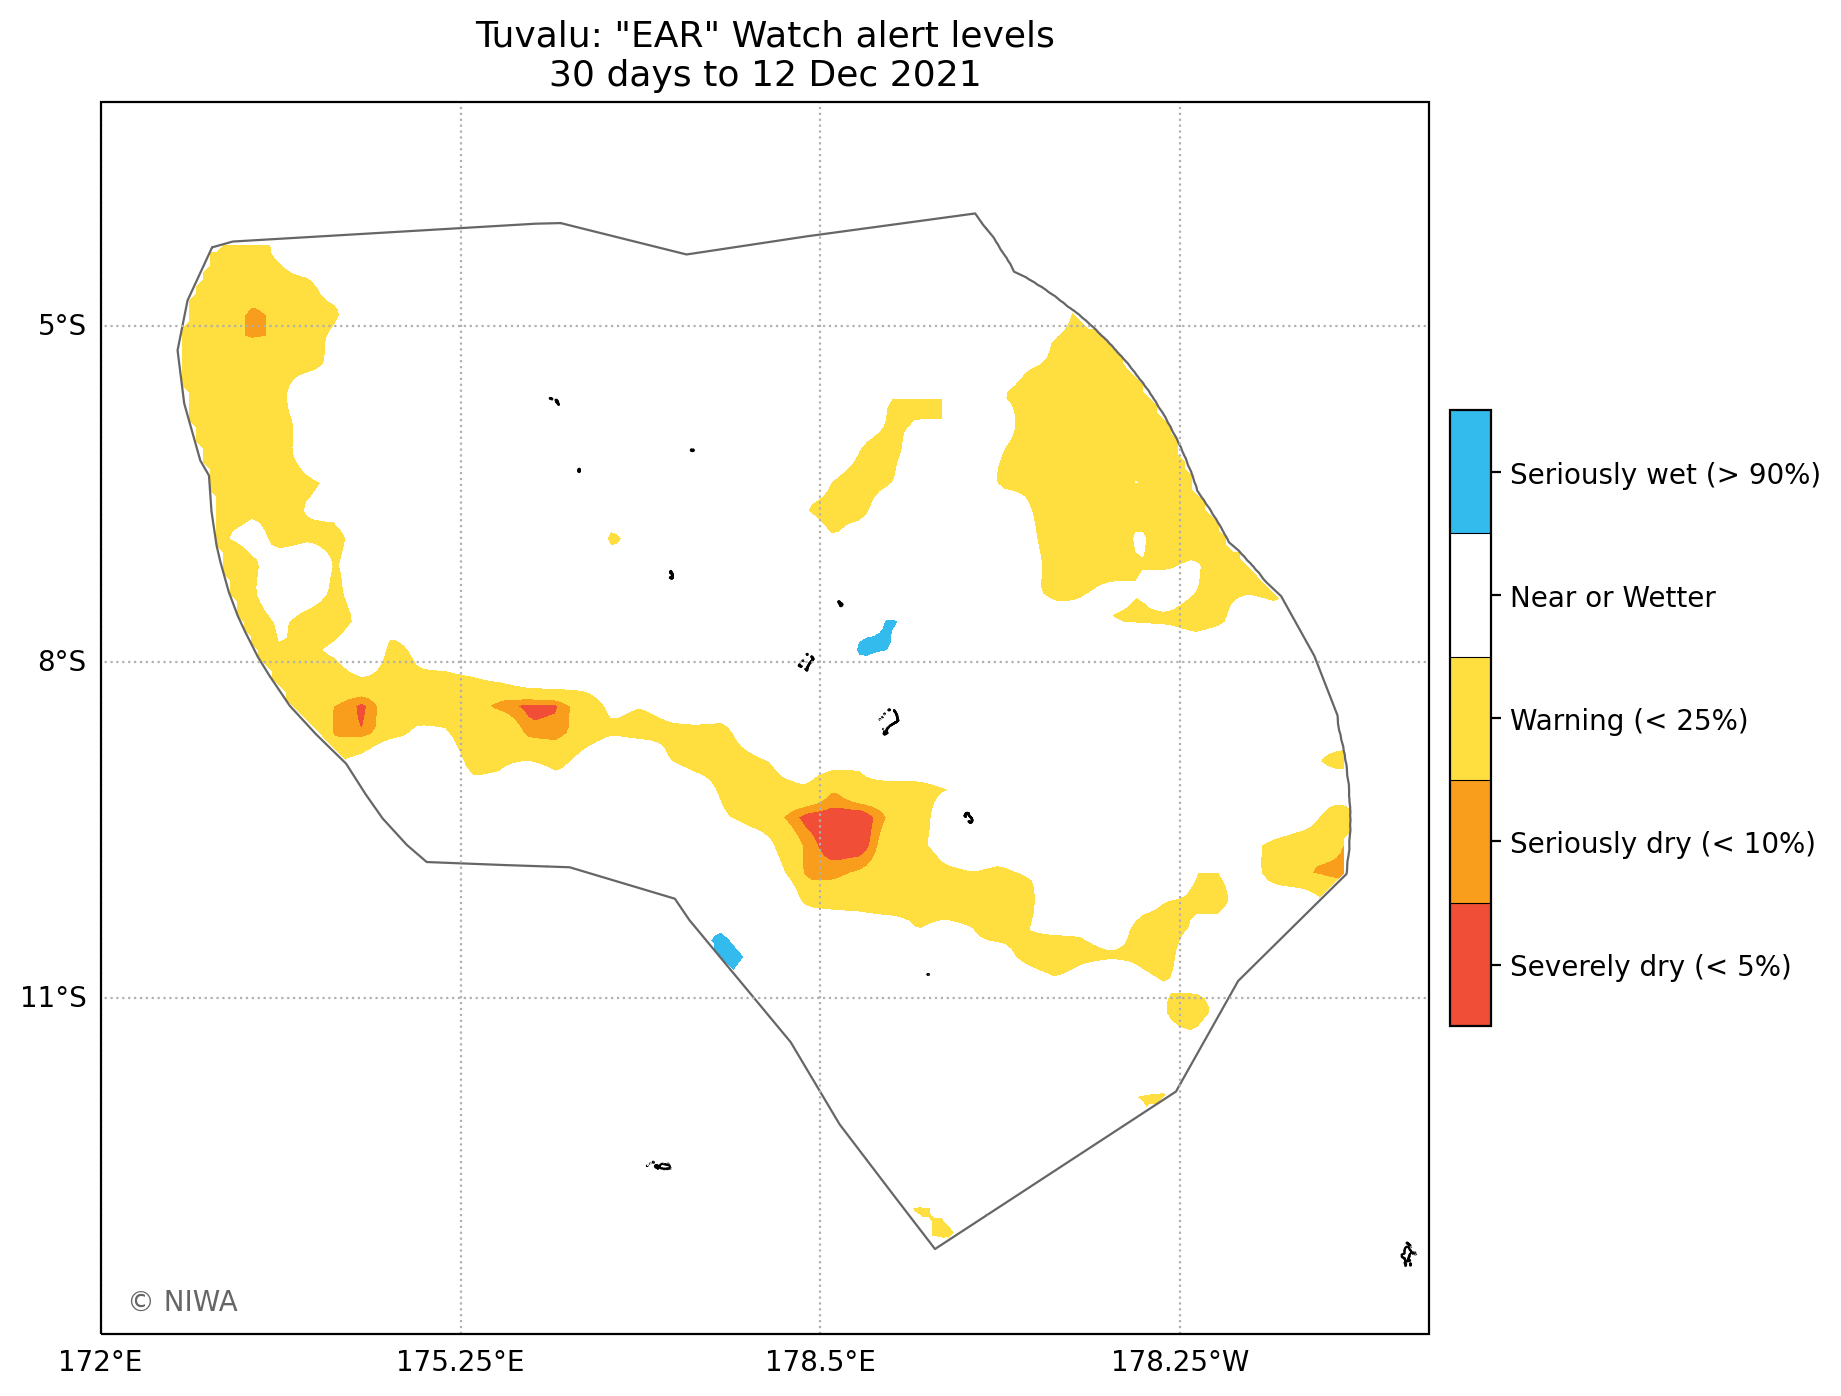 Tuvalu: "EAR" Watch alert levels
30 days to 12 Dec 2021
5°S
8°S
11°S
172°E
175.25°E
178.5°E
178.25°W
Seriously wet (> 90%)
Near or Wetter
Warning (< 25%)
Seriously dry (< 10%)
Severely dry (< 5%)
© NIWA